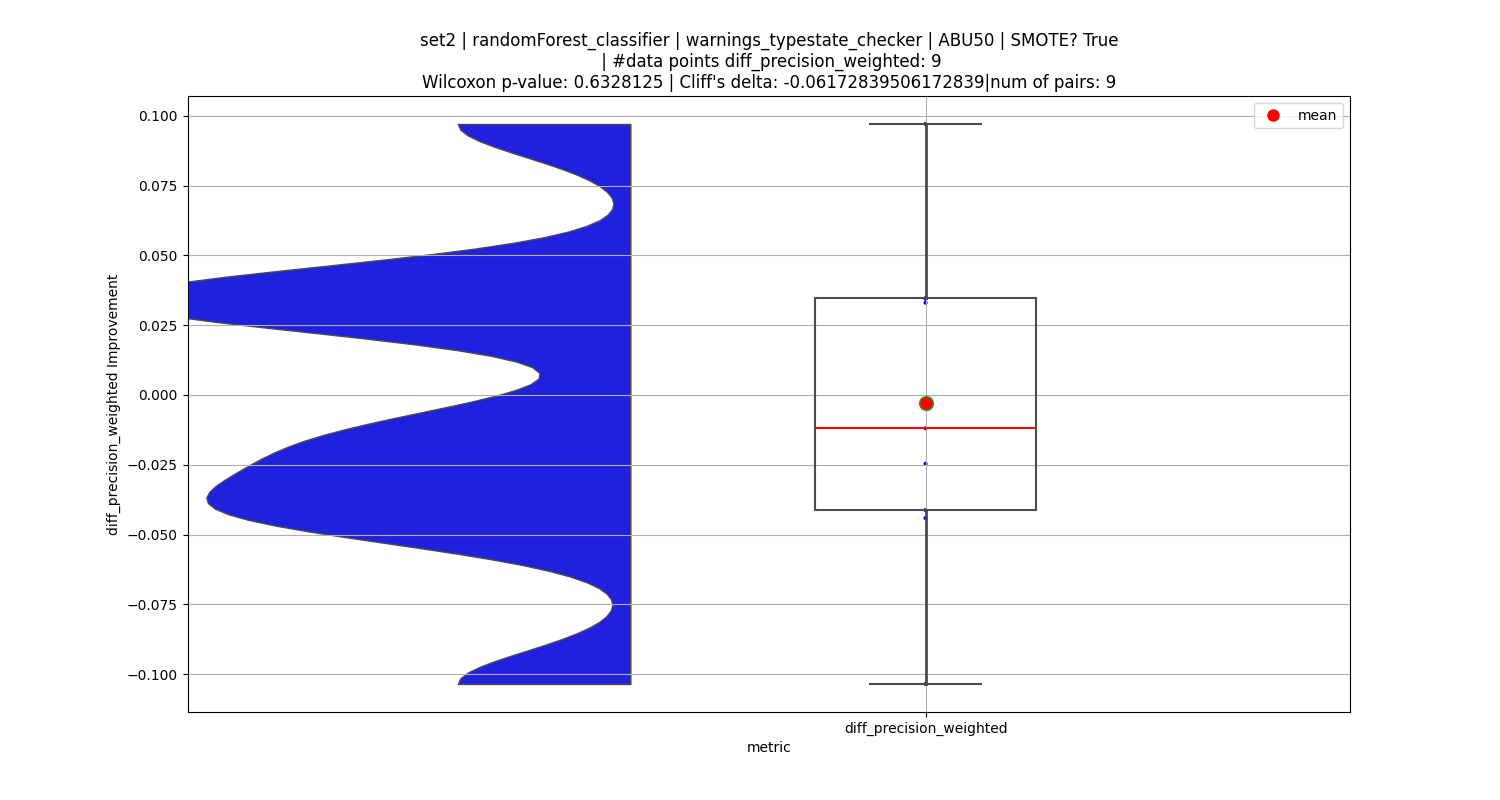 set2 | randomForest_classifier | warnings_typestate_checker | ABU50 | SMOTE? True
| #data points diff_precision_weighted: 9
Wilcoxon p-value: 0.6328125 | Cliff's delta: -0.06172839506172839|num of pairs: 9
mean
0.100
0.075
0.050
0.025
0.000
−0.025
−0.050
−0.075
−0.100
diff_precision_weighted Improvement
diff_precision_weighted
metric